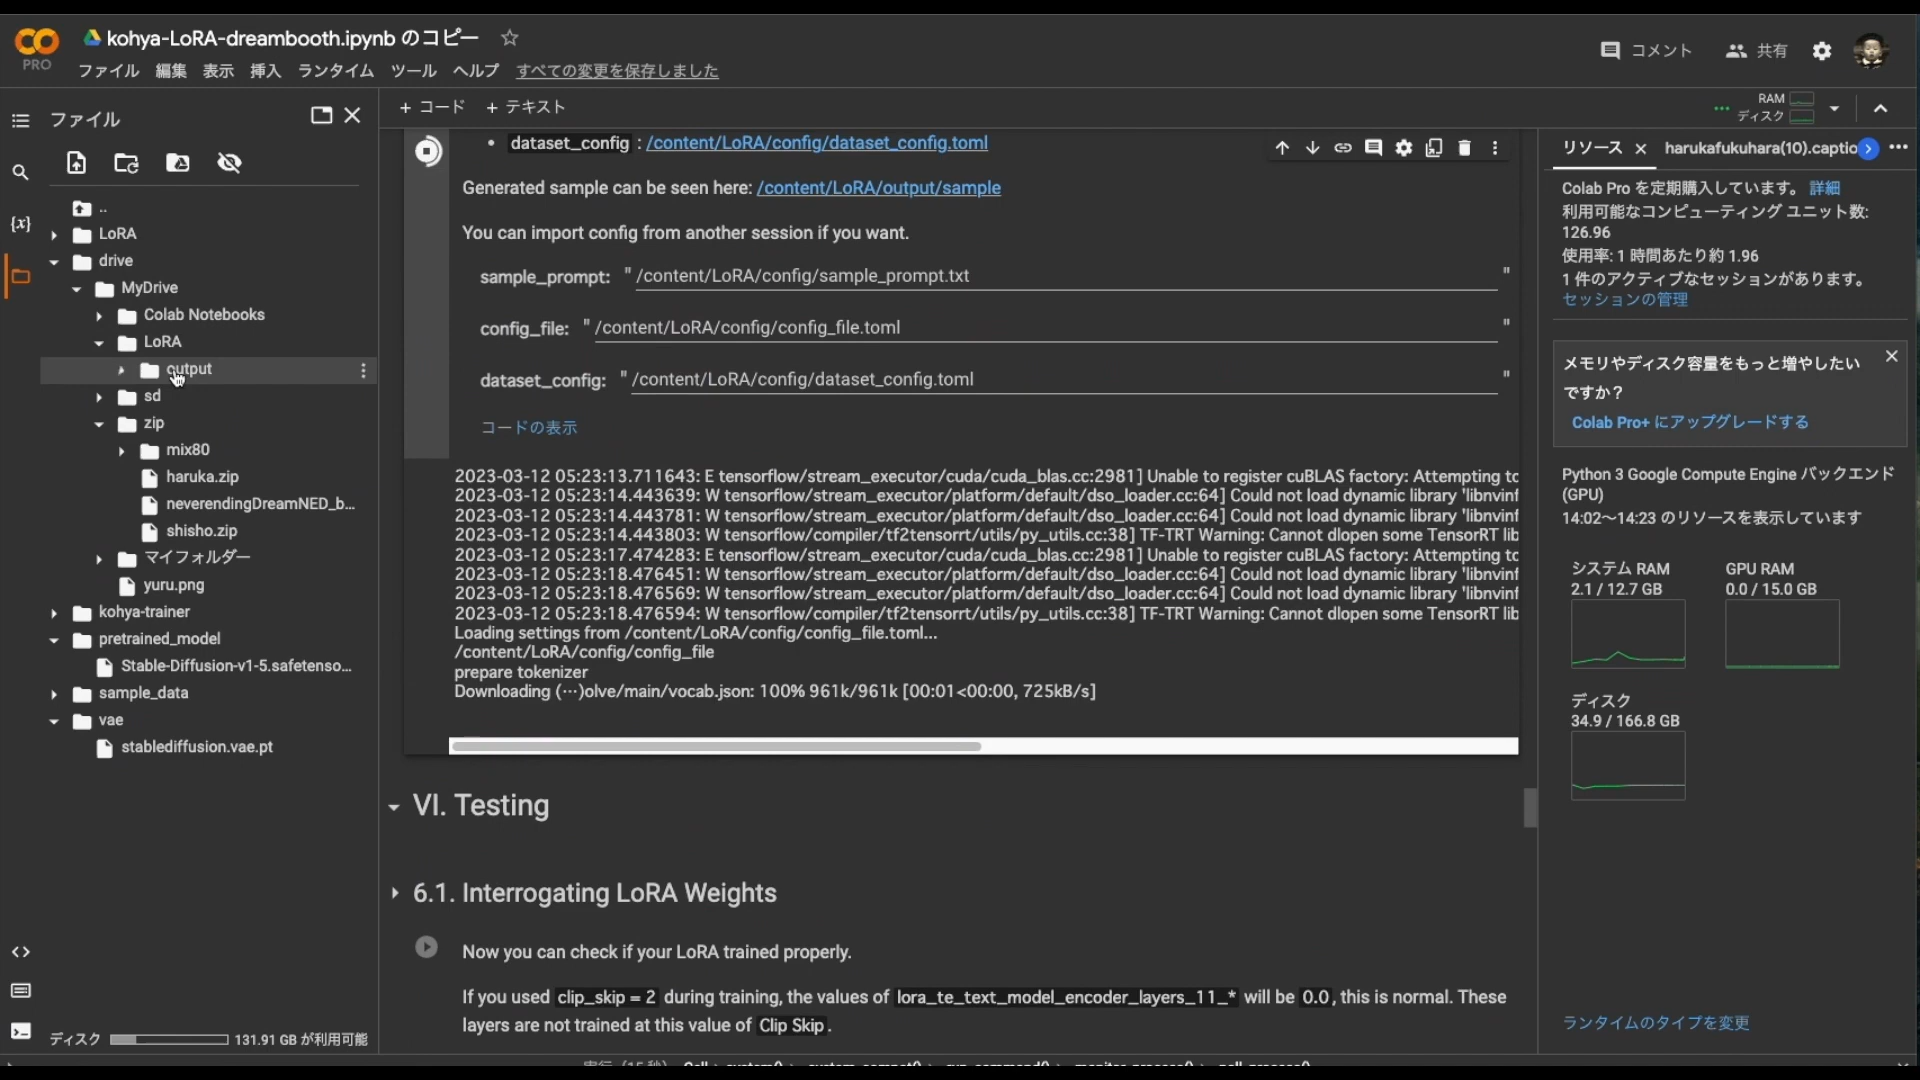 PRO
kohya-LoRA-dreambooth.ipynb のコピー
ファイル 編集 表示 挿入 ランタイム ツール ヘルプ すべての変更を保存しました
コメント 共有
ファイル
+ コード + テキスト
RAM
ディスク
..
LoRA
drive
MyDrive
Colab Notebooks
LoRA
output
sd
zip
mix80
haruka.zip
neverendingDreamNED_b...
shisho.zip
マイフォルダー
yuru.png
kohya-trainer
pretrained_model
Stable-Diffusion-v1-5.safetenso...
sample_data
vae
stablediffusion.vae.pt
ディスク 131.91 GB が利用可能
• dataset_config : /content/LoRA/config/dataset_config.toml
Generated sample can be seen here: /content/LoRA/output/sample
You can import config from another session if you want.
sample_prompt: " /content/LoRA/config/sample_prompt.txt "
config_file: " /content/LoRA/config/config_file.toml "
dataset_config: " /content/LoRA/config/dataset_config.toml "
コードの表示
2023-03-12 05:23:13.711643: E tensorflow/stream_executor/cuda/cuda_blas.cc:2981] Unable to register cuBLAS factory: Attempting to
2023-03-12 05:23:14.443639: W tensorflow/stream_executor/platform/default/dso_loader.cc:64] Could not load dynamic library 'libnvinf
2023-03-12 05:23:14.443781: W tensorflow/stream_executor/platform/default/dso_loader.cc:64] Could not load dynamic library 'libnvinf
2023-03-12 05:23:14.443803: W tensorflow/compiler/tf2tensorrt/utils/py_utils.cc:38] TF-TRT Warning: Cannot dlopen some TensorRT lib
2023-03-12 05:23:17.474283: E tensorflow/stream_executor/cuda/cuda_blas.cc:2981] Unable to register cuBLAS factory: Attempting to
2023-03-12 05:23:18.476451: W tensorflow/stream_executor/platform/default/dso_loader.cc:64] Could not load dynamic library 'libnvinf
2023-03-12 05:23:18.476569: W tensorflow/stream_executor/platform/default/dso_loader.cc:64] Could not load dynamic library 'libnvinf
2023-03-12 05:23:18.476594: W tensorflow/compiler/tf2tensorrt/utils/py_utils.cc:38] TF-TRT Warning: Cannot dlopen some TensorRT lib
Loading settings from /content/LoRA/config/config_file.toml...
/content/LoRA/config/config_file
prepare tokenizer
Downloading (…)olve/main/vocab.json: 100% 961k/961k [00:01<00:00, 725kB/s]
VI. Testing
6.1. Interrogating LoRA Weights
Now you can check if your LoRA trained properly.
If you used clip_skip = 2 during training, the values of lora_te_text_model_encoder_layers_11_* will be 0.0, this is normal. These
layers are not trained at this value of Clip Skip.
リソース harukafukuhara(10).captio
Colab Pro を定期購入しています。 詳細
利用可能なコンピューティング ユニット数:
126.96
使用率: 1 時間あたり約 1.96
1 件のアクティブなセッションがあります。
セッションの管理
メモリやディスク容量をもっと増やしたい
ですか?
Colab Pro+ にアップグレードする
Python 3 Google Compute Engine バックエンド
(GPU)
14:02～14:23 のリソースを表示しています
システム RAM
2.1 / 12.7 GB
GPU RAM
0.0 / 15.0 GB
ディスク
34.9 / 166.8 GB
ランタイムのタイプを変更